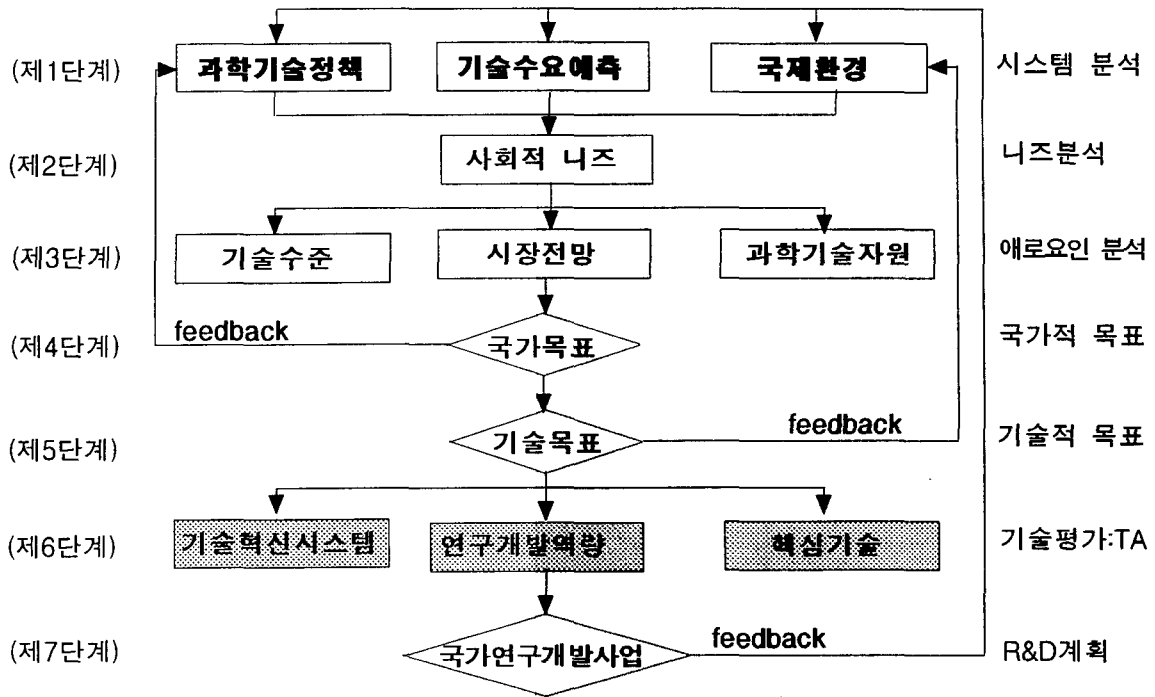 (제1단계) 과학기술정책 기술수요예측 국제환경 시스템 분석
(제2단계) 사회적 니즈 니즈분석
(제3단계) 기술수준 시장전망 과학기술자원 애로요인 분석
feedback
(제4단계) 국가목표 국가적 목표
feedback
(제5단계) 기술목표 기술적 목표
(제6단계) 기술혁신시스템 연구개발역량 핵심기술 기술평가:TA
feedback
(제7단계) 국가연구개발사업 R&D계획